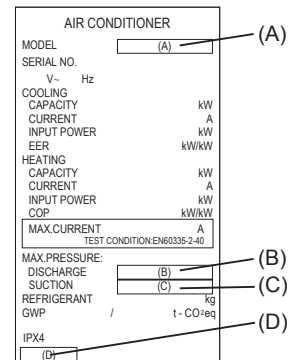 AIR CONDITIONER
MODEL (A) (A)
SERIAL NO.
V~ Hz
COOLING
CAPACITY kW
CURRENT A
INPUT POWER kW
EER kW/kW
HEATING
CAPACITY kW
CURRENT A
INPUT POWER kW
COP kW/kW
MAX.CURRENT A
TEST CONDITION:EN60335-2-40
MAX.PRESSURE:
DISCHARGE (B) (B)
SUCTION (C) (C)
REFRIGERANT kg
GWP / t - CO2eq
(D)
IPX4
(D)